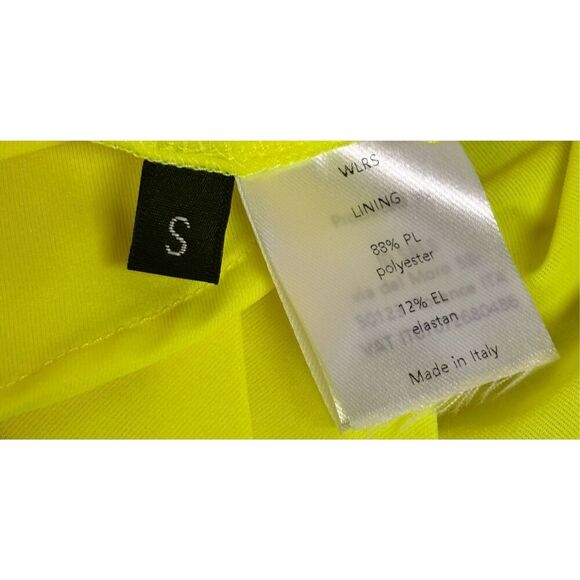 S
WLRS
LINING
88% PL
polyester
12% EL
elastan
Made in Italy